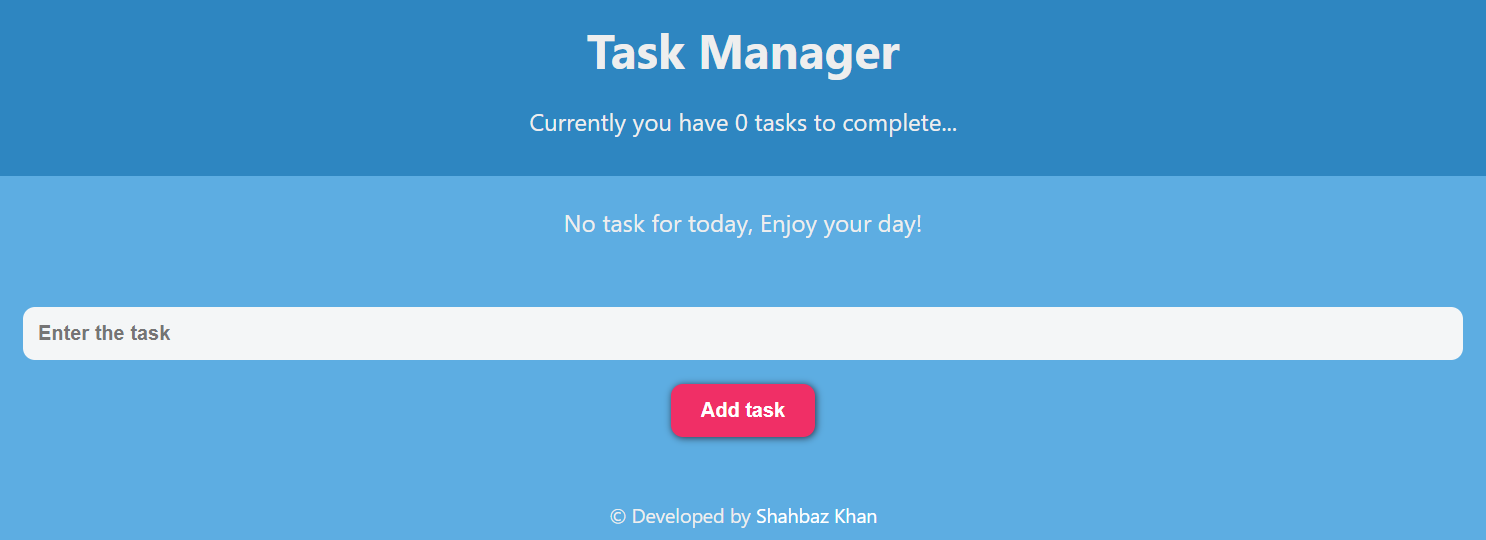 Task Manager
Currently you have 0 tasks to complete...
No task for today, Enjoy your day!
Enter the task
Add task
© Developed by Shahbaz Khan